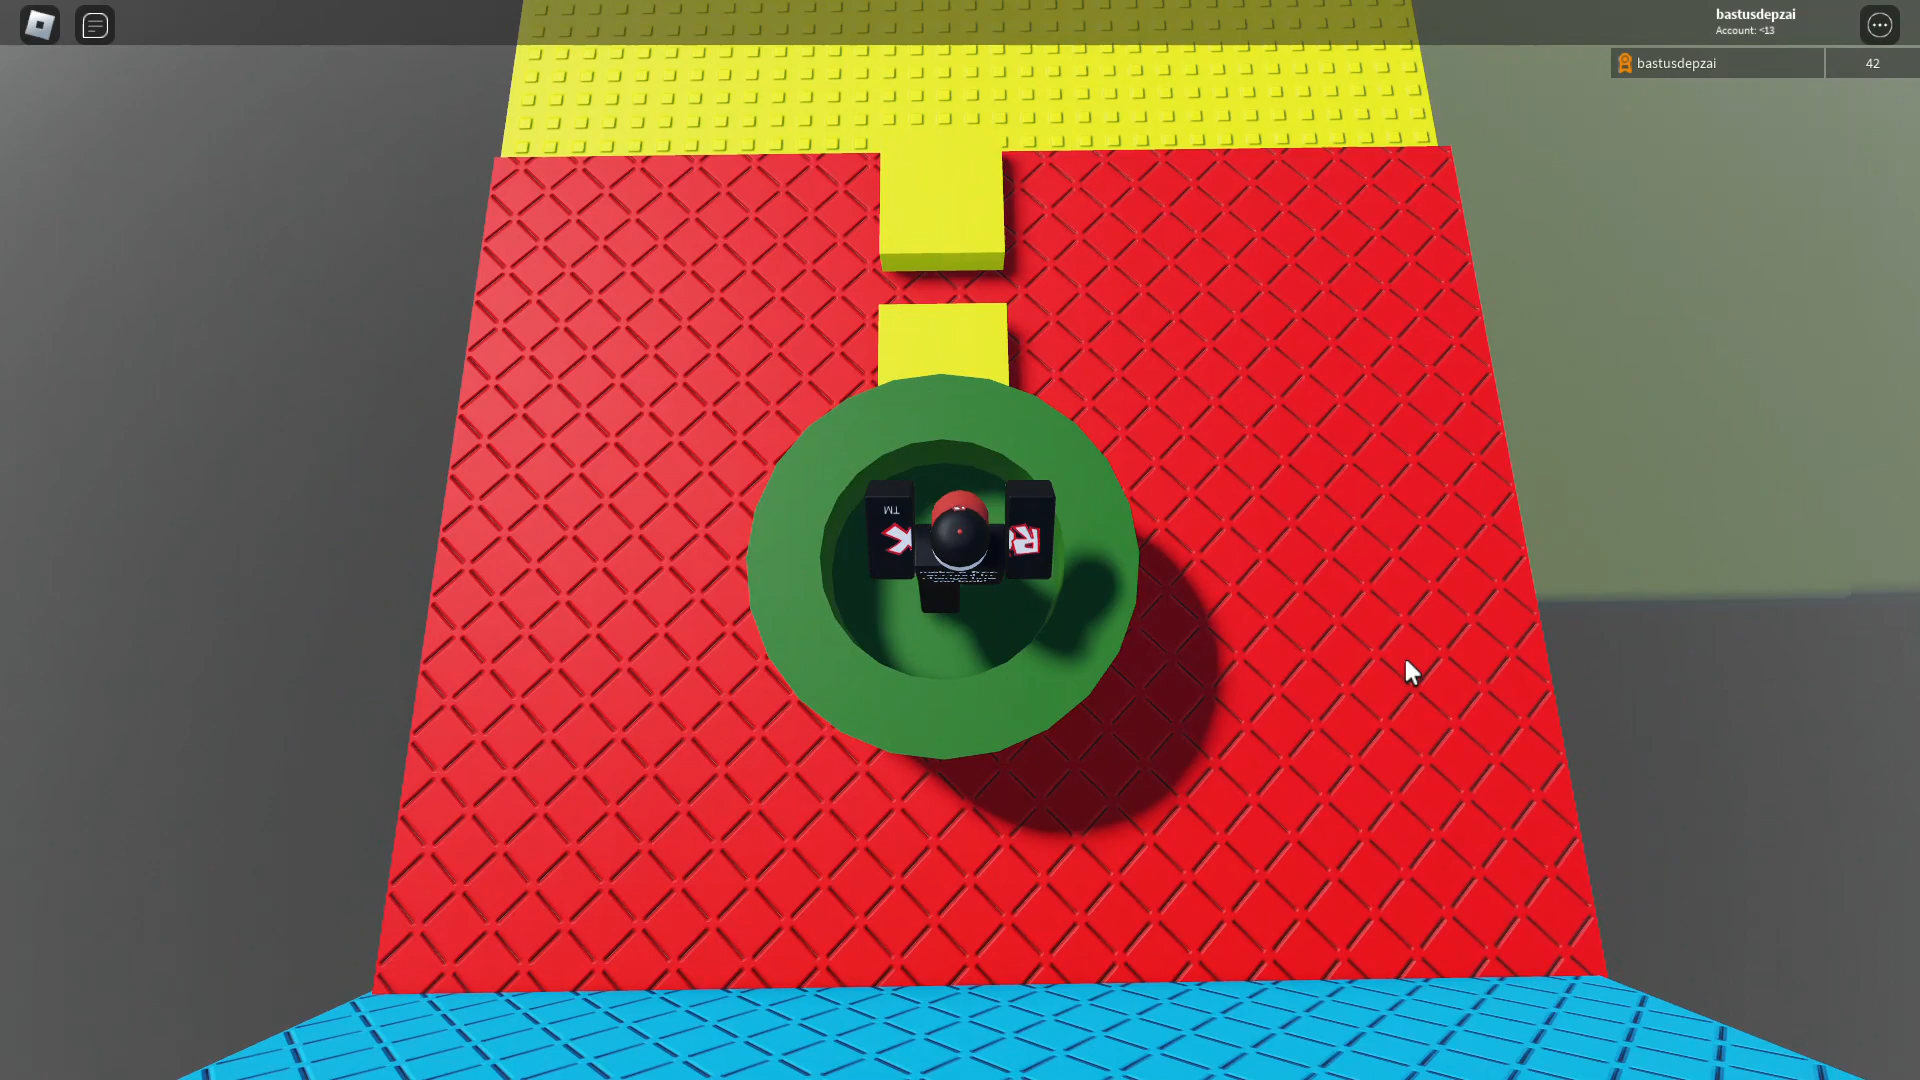 bastusdepzai
Account: <13
bastusdepzai 42
TM
R